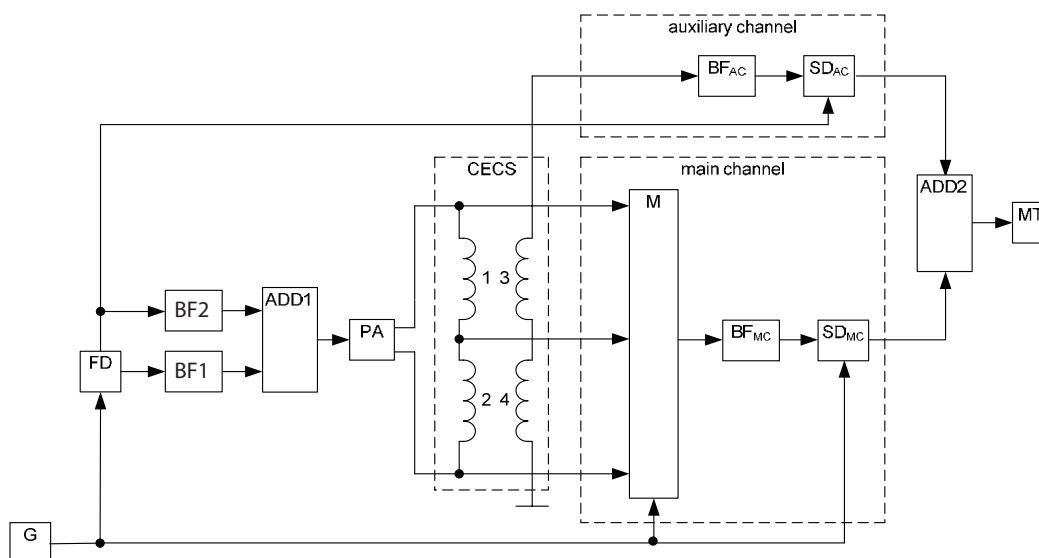 auxiliary channel
BFAC
SDAC
CECS
main channel
M
ADD2
MT
1 3
BF2
ADD1
PA
BFMC
SDMC
FD
BF1
2 4
G